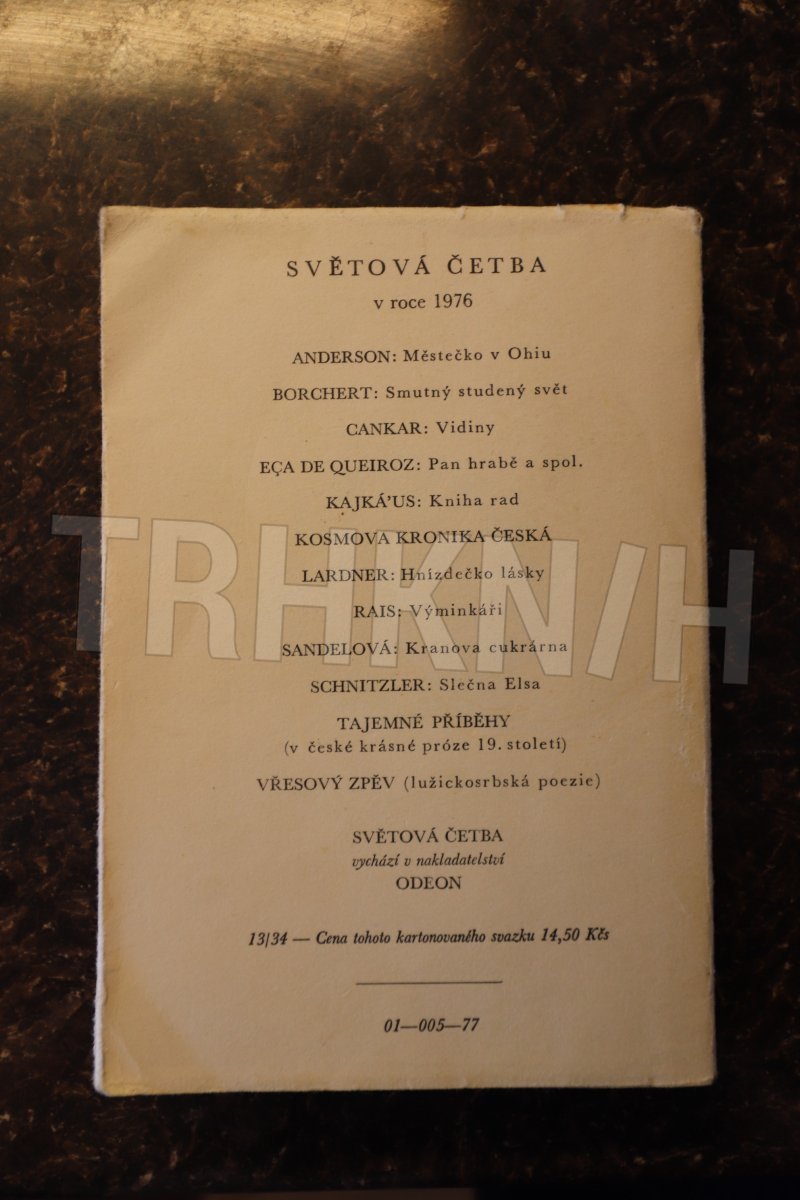 SVĚTOVÁ ČETBA
v roce 1976
ANDERSON: Městečko v Ohiu
BORCHERT: Smutný studený svět
CANKAR: Vidiny
EÇA DE QUEIROZ: Pan hrabě a spol.
KAJKÁ'US: Kniha rad
KOSMOVA KRONIKA ČESKÁ
LARDNER: Hnízdečko lásky
RAIS: Výminkáři
SANDELOVÁ: Kranova cukrárna
SCHNITZLER: Slečna Elsa
TAJEMNÉ PŘÍBĚHY
(v české krásné próze 19. století)
VŘESOVÝ ZPĚV (lužickosrbská poezie)
SVĚTOVÁ ČETBA
vychází v nakladatelství
ODEON
13/34 — Cena tohoto kartonovaného svazku 14,50 Kčs
01—005—77
TRHKN/H